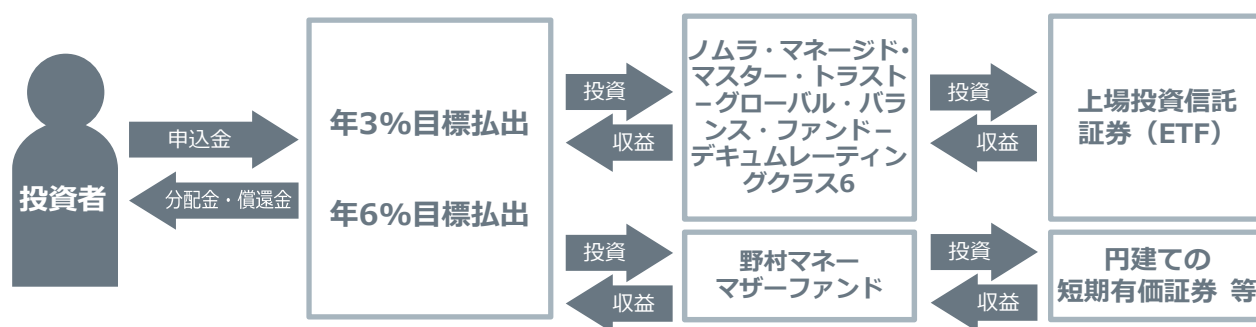 投資者
申込金
分配金・償還金
年3%目標払出
年6%目標払出
投資
収益
ノムラ・マネージド・
マスター・トラスト
－グローバル・バラ
ンス・ファンド－
デキュムレーティン
グクラス6
投資
収益
上場投資信託
証券（ETF）
投資
収益
野村マネー
マザーファンド
投資
収益
円建ての
短期有価証券 等